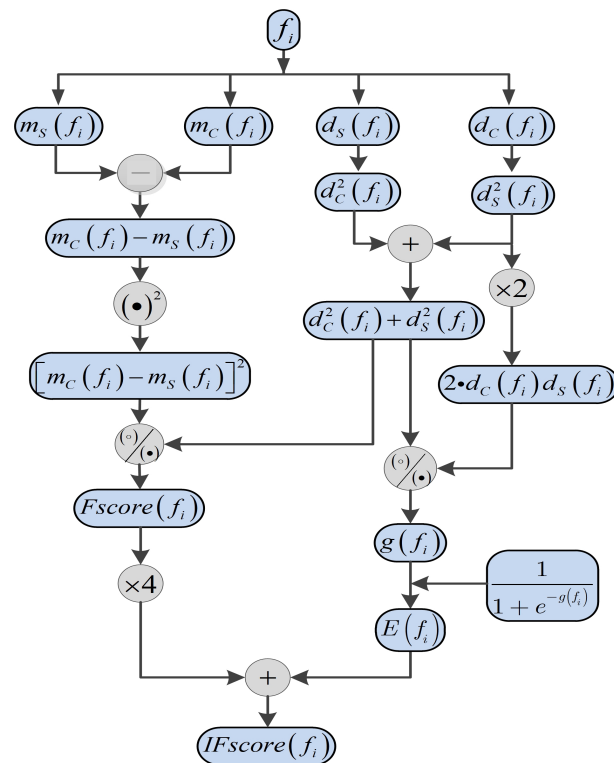 f_i
m_S(f_i) m_C(f_i) d_S(f_i) d_C(f_i)
− d_C^2(f_i) d_S^2(f_i)
m_C(f_i)−m_S(f_i) + ×2
(•)^2 d_C^2(f_i)+d_S^2(f_i)
[m_C(f_i)−m_S(f_i)]^2 2•d_C(f_i)d_S(f_i)
(∘)/(•) (∘)/(•)
Fscore(f_i) g(f_i)
×4 1/(1+e^{−g(f_i)})
E(f_i)
+
IFscore(f_i)